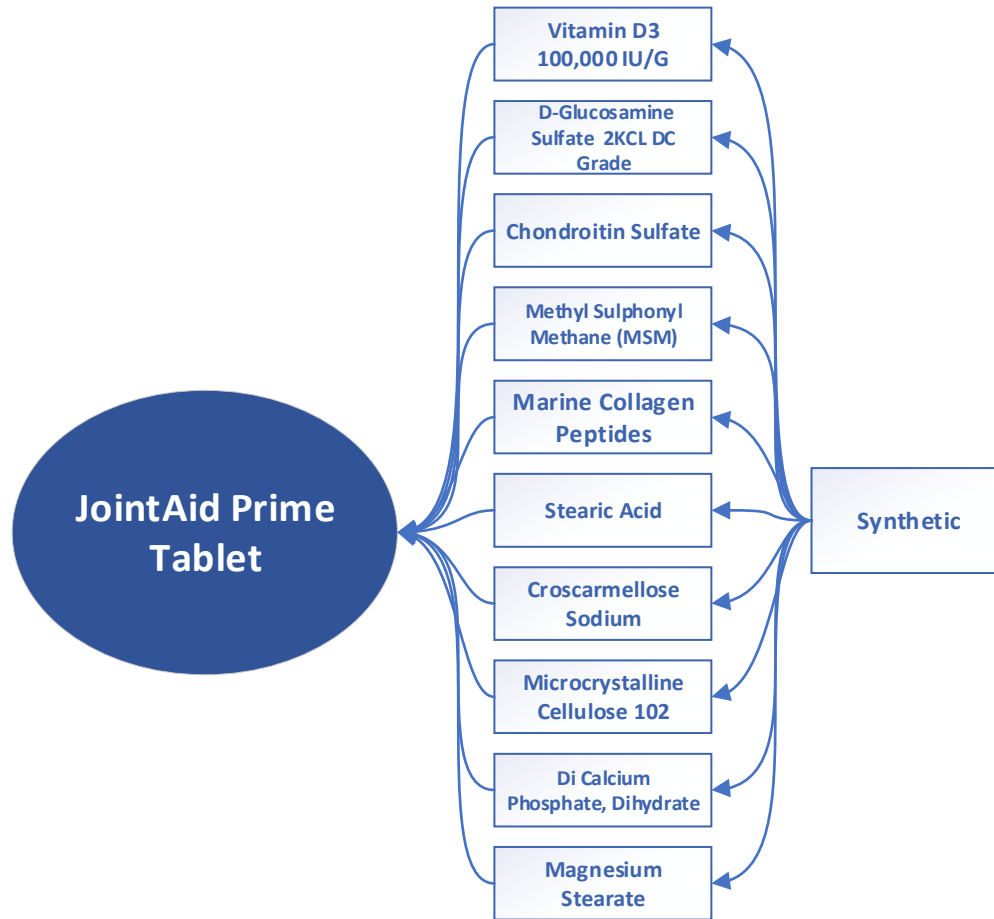 Vitamin D3
100,000 IU/G
D-Glucosamine
Sulfate 2KCL DC
Grade
Chondroitin Sulfate
Methyl Sulphonyl
Methane (MSM)
Marine Collagen
Peptides
JointAid Prime
Tablet
Stearic Acid
Synthetic
Croscarmellose
Sodium
Microcrystalline
Cellulose 102
Di Calcium
Phosphate, Dihydrate
Magnesium
Stearate